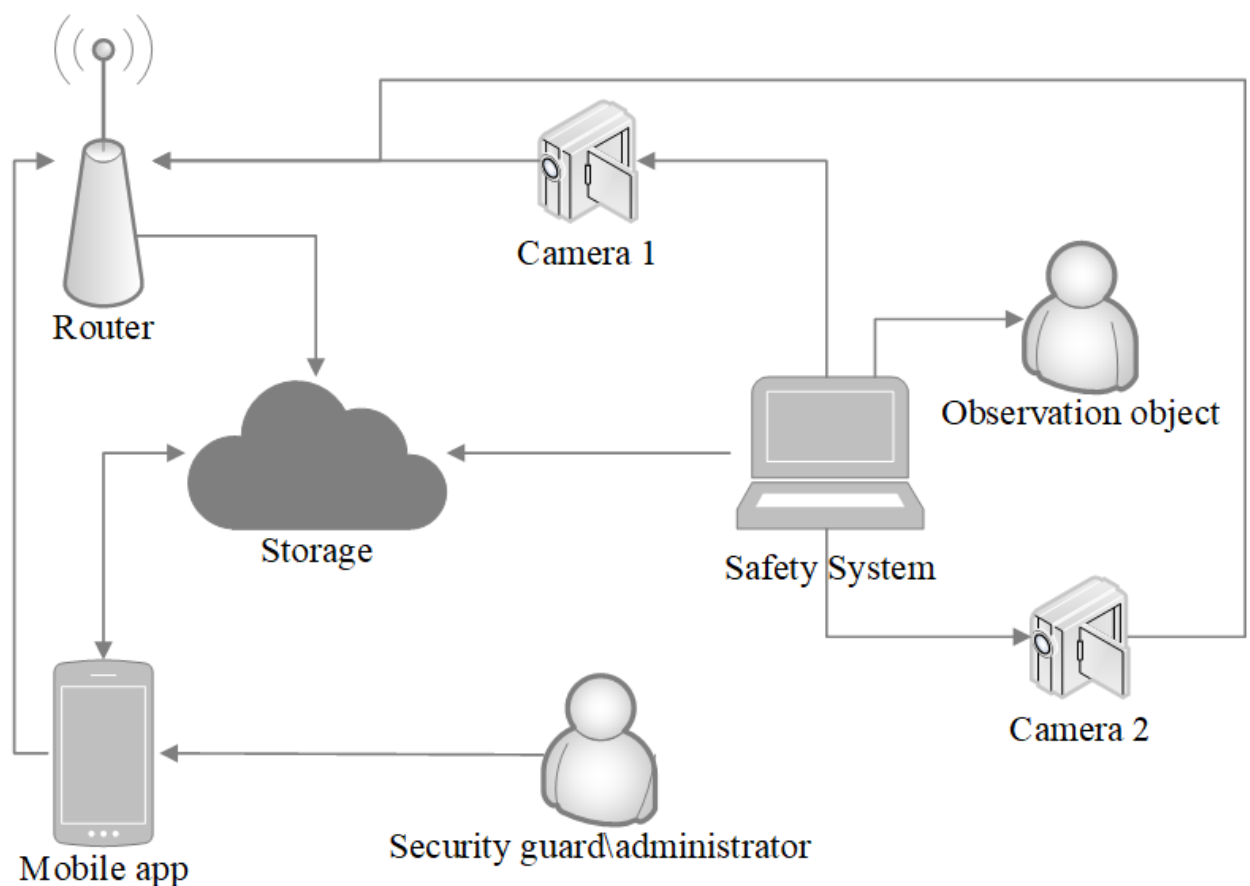 Camera 1
Router
Observation object
Storage
Safety System
Camera 2
Security guard\administrator
Mobile app